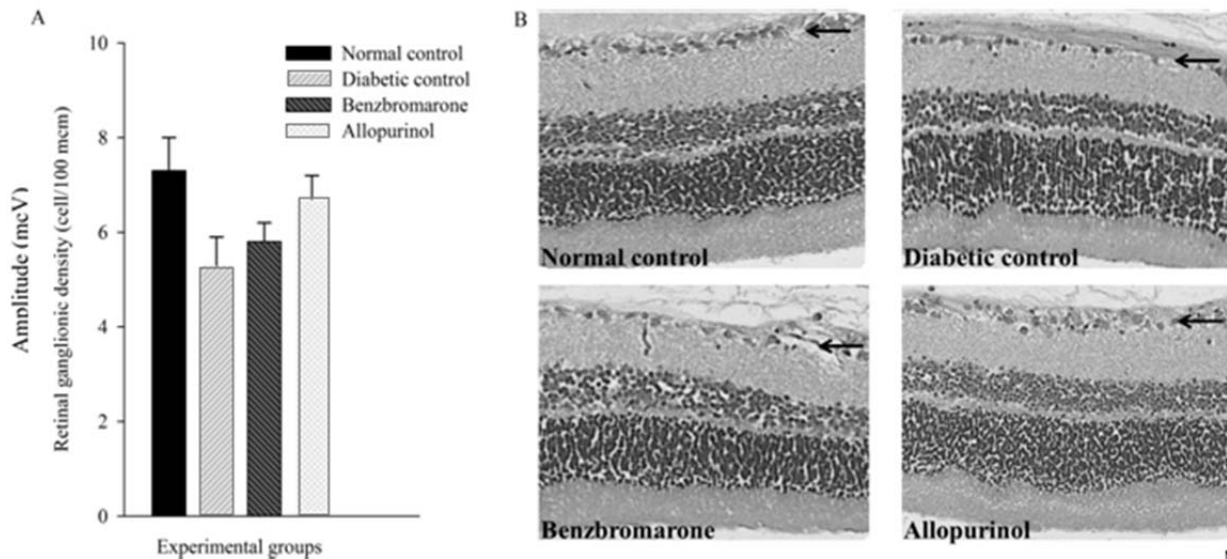 A
Amplitude (mcV)
Retinal ganglionic density (cell/100 mcm)
10
8
6
4
2
0
Normal control
Diabetic control
Benzbromarone
Allopurinol
Experimental groups
B
Normal control
Diabetic control
Benzbromarone
Allopurinol